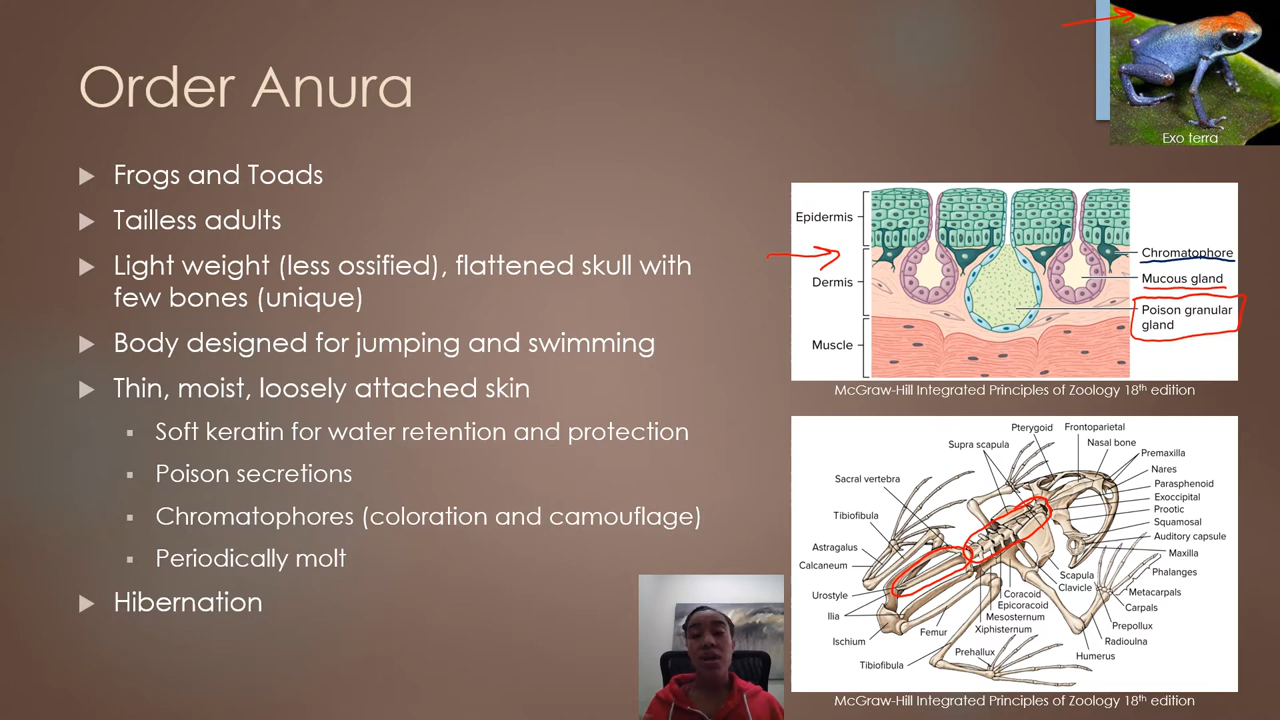 Order Anura
Exo terra
Frogs and Toads
Tailless adults
Light weight (less ossified), flattened skull with
few bones (unique)
Body designed for jumping and swimming
Thin, moist, loosely attached skin
Soft keratin for water retention and protection
Poison secretions
Chromatophores (coloration and camouflage)
Periodically molt
Hibernation
Epidermis
Dermis
Muscle
Chromatophore
Mucous gland
Poison granular
gland
McGraw-Hill Integrated Principles of Zoology 18th edition
Pterygoid
Frontoparietal
Supra scapula
Nasal bone
Premaxilla
Nares
Sacral vertebra
Parasphenoid
Exoccipital
Prootic
Tibiofibula
Squamosal
Auditory capsule
Astragalus
Maxilla
Calcaneum
Phalanges
Scapula
Clavicle
Urostyle
Coracoid
Metacarpals
Epicoracoid
Carpals
Ilia
Mesosternum
Prepollux
Xiphisternum
Femur
Ischium
Radioulna
Prehallux
Humerus
Tibiofibula
McGraw-Hill Integrated Principles of Zoology 18th edition